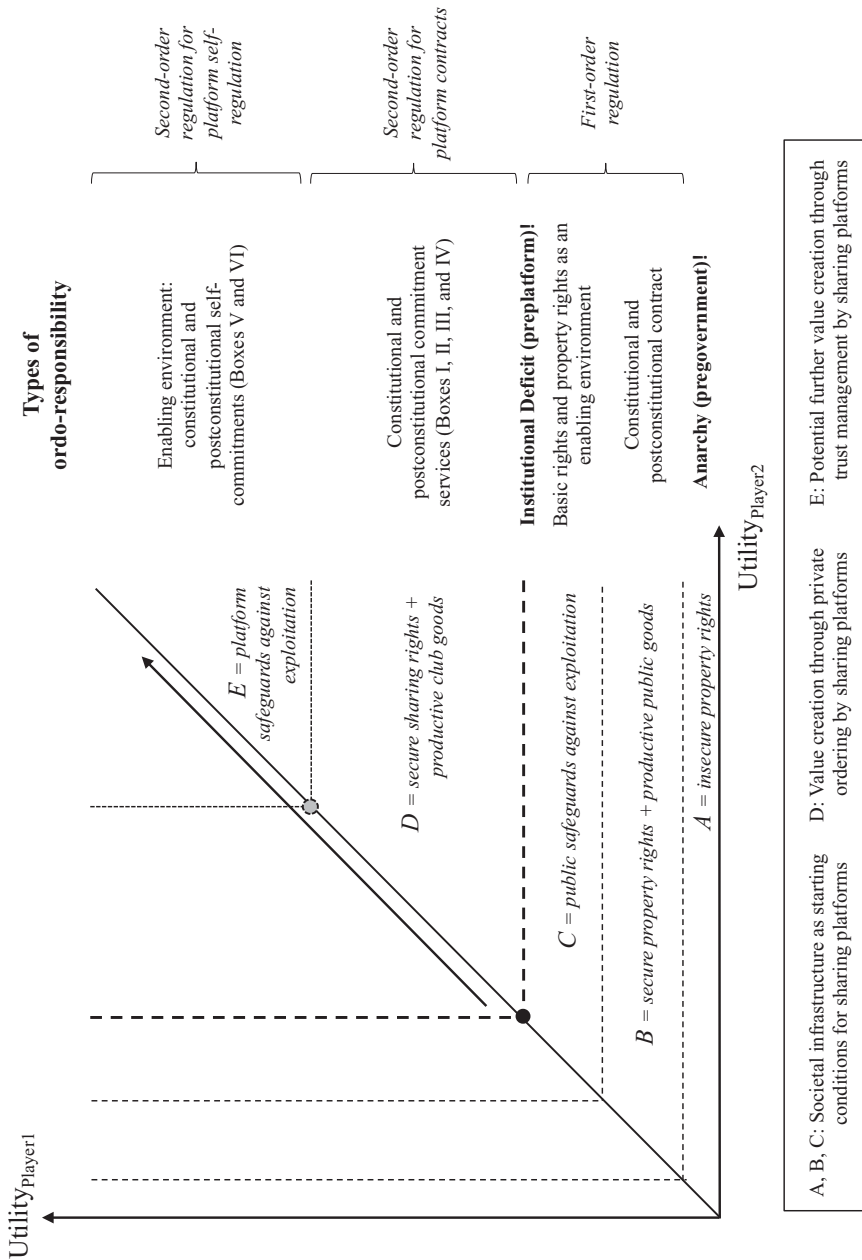 Utility Player1
Types of
ordo-responsibility
E = platform
safeguards against
exploitation
Enabling environment:
constitutional and
postconstitutional self-
commitments (Boxes V and VI)
Second-order
regulation for
platform self-
regulation
D = secure sharing rights +
productive club goods
Constitutional and
postconstitutional commitment
services (Boxes I, II, III, and IV)
Second-order
regulation for
platform contracts
Institutional Deficit (preplatform)!
C = public safeguards against exploitation
Basic rights and property rights as an
enabling environment
First-order
regulation
B = secure property rights + productive public goods
Constitutional and
postconstitutional contract
A = insecure property rights
Anarchy (pregovernment)!
Utility Player2
A, B, C: Societal infrastructure as starting
conditions for sharing platforms
D: Value creation through private
ordering by sharing platforms
E: Potential further value creation through
trust management by sharing platforms